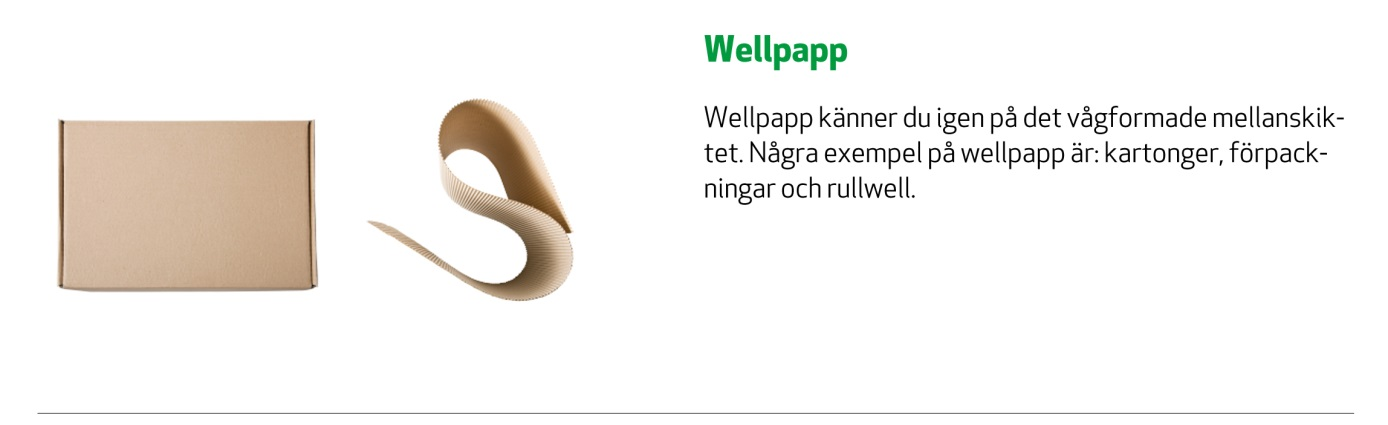 Wellpapp
Wellpapp känner du igen på det vågformade mellanskik-
tet. Några exempel på wellpapp är: kartonger, förpack-
ningar och rullwell.